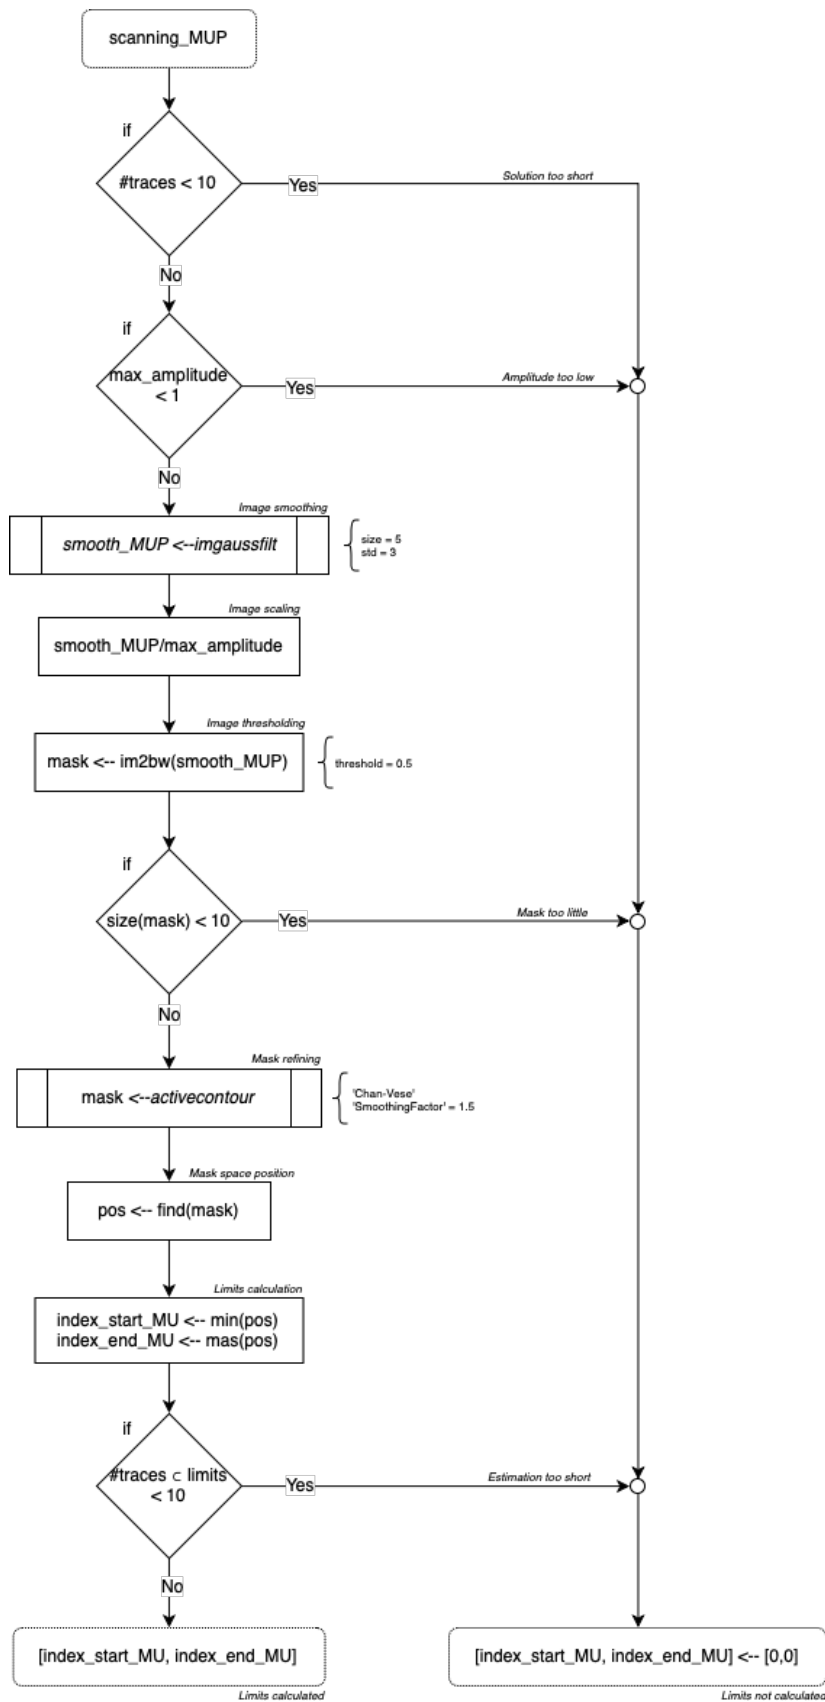 scanning_MUP
if
#traces < 10
Yes
Solution too short
No
if
max_amplitude
< 1
Yes
Amplitude too low
No
Image smoothing
smooth_MUP <--imgaussfilt
size = 5
std = 3
Image scaling
smooth_MUP/max_amplitude
Image thresholding
mask <-- im2bw(smooth_MUP)
threshold = 0.5
if
size(mask) < 10
Yes
Mask too little
No
Mask refining
mask <--activecontour
'Chan-Vese'
'SmoothingFactor' = 1.5
Mask space position
pos <-- find(mask)
Limits calculation
index_start_MU <-- min(pos)
index_end_MU <-- mas(pos)
if
#traces ⊂ limits
< 10
Yes
Estimation too short
No
[index_start_MU, index_end_MU]
Limits calculated
[index_start_MU, index_end_MU] <-- [0,0]
Limits not calculated